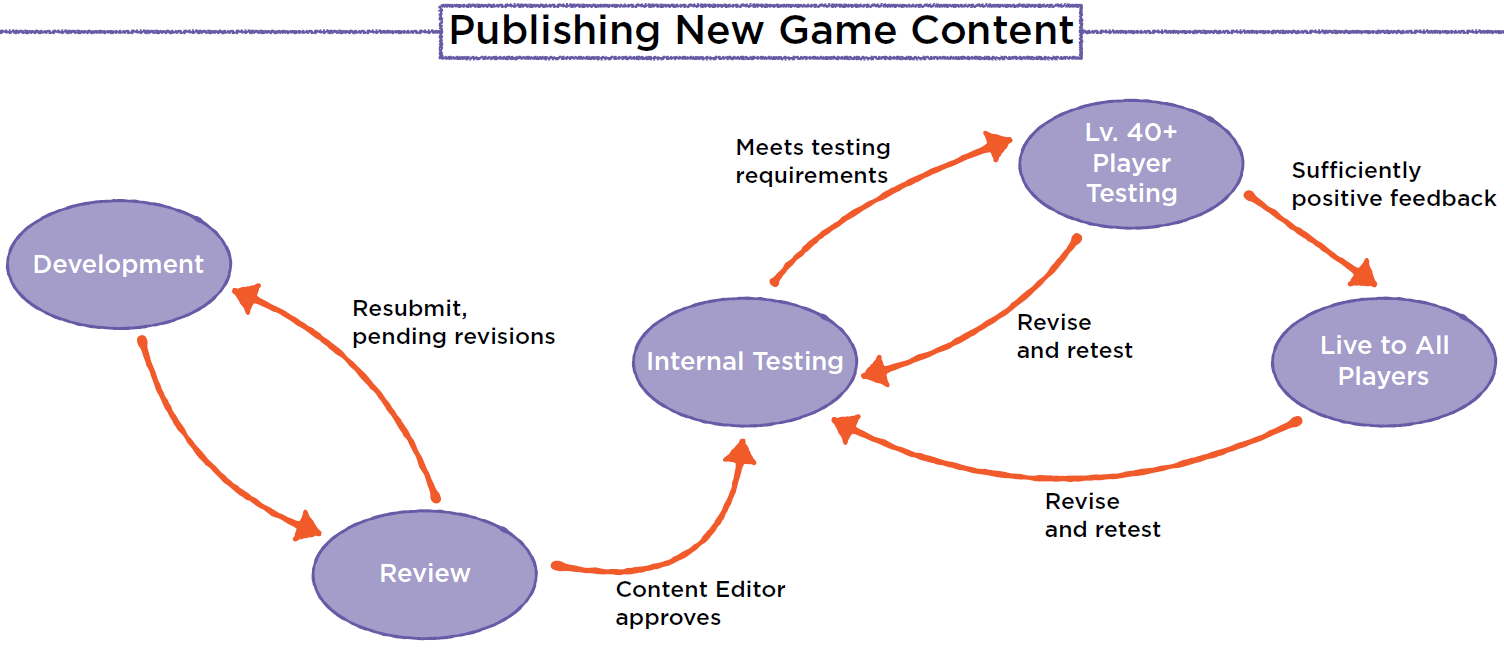 Publishing New Game Content
Lv. 40+
Player
Testing
Meets testing
requirements
Sufficiently
positive feedback
Development
Resubmit,
pending revisions
Internal Testing
Revise
and retest
Live to All
Players
Revise
and retest
Review
Content Editor
approves